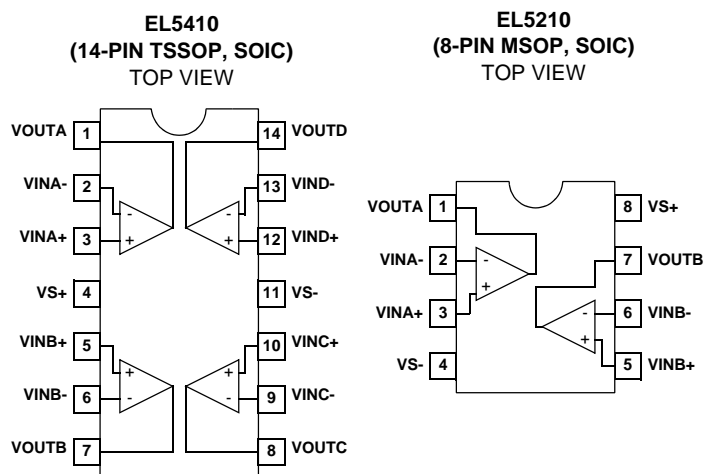 EL5410
(14-PIN TSSOP, SOIC)
TOP VIEW
VOUTA 1
14 VOUTD
VINA- 2
-
-
13 VIND-
VINA+ 3
+
+
12 VIND+
VS+ 4
11 VS-
VINB+ 5
+
+
10 VINC+
VINB- 6
-
-
9 VINC-
VOUTB 7
8 VOUTC
EL5210
(8-PIN MSOP, SOIC)
TOP VIEW
VOUTA 1
8 VS+
VINA- 2
-
7 VOUTB
VINA+ 3
+
-
6 VINB-
VS- 4
+
5 VINB+